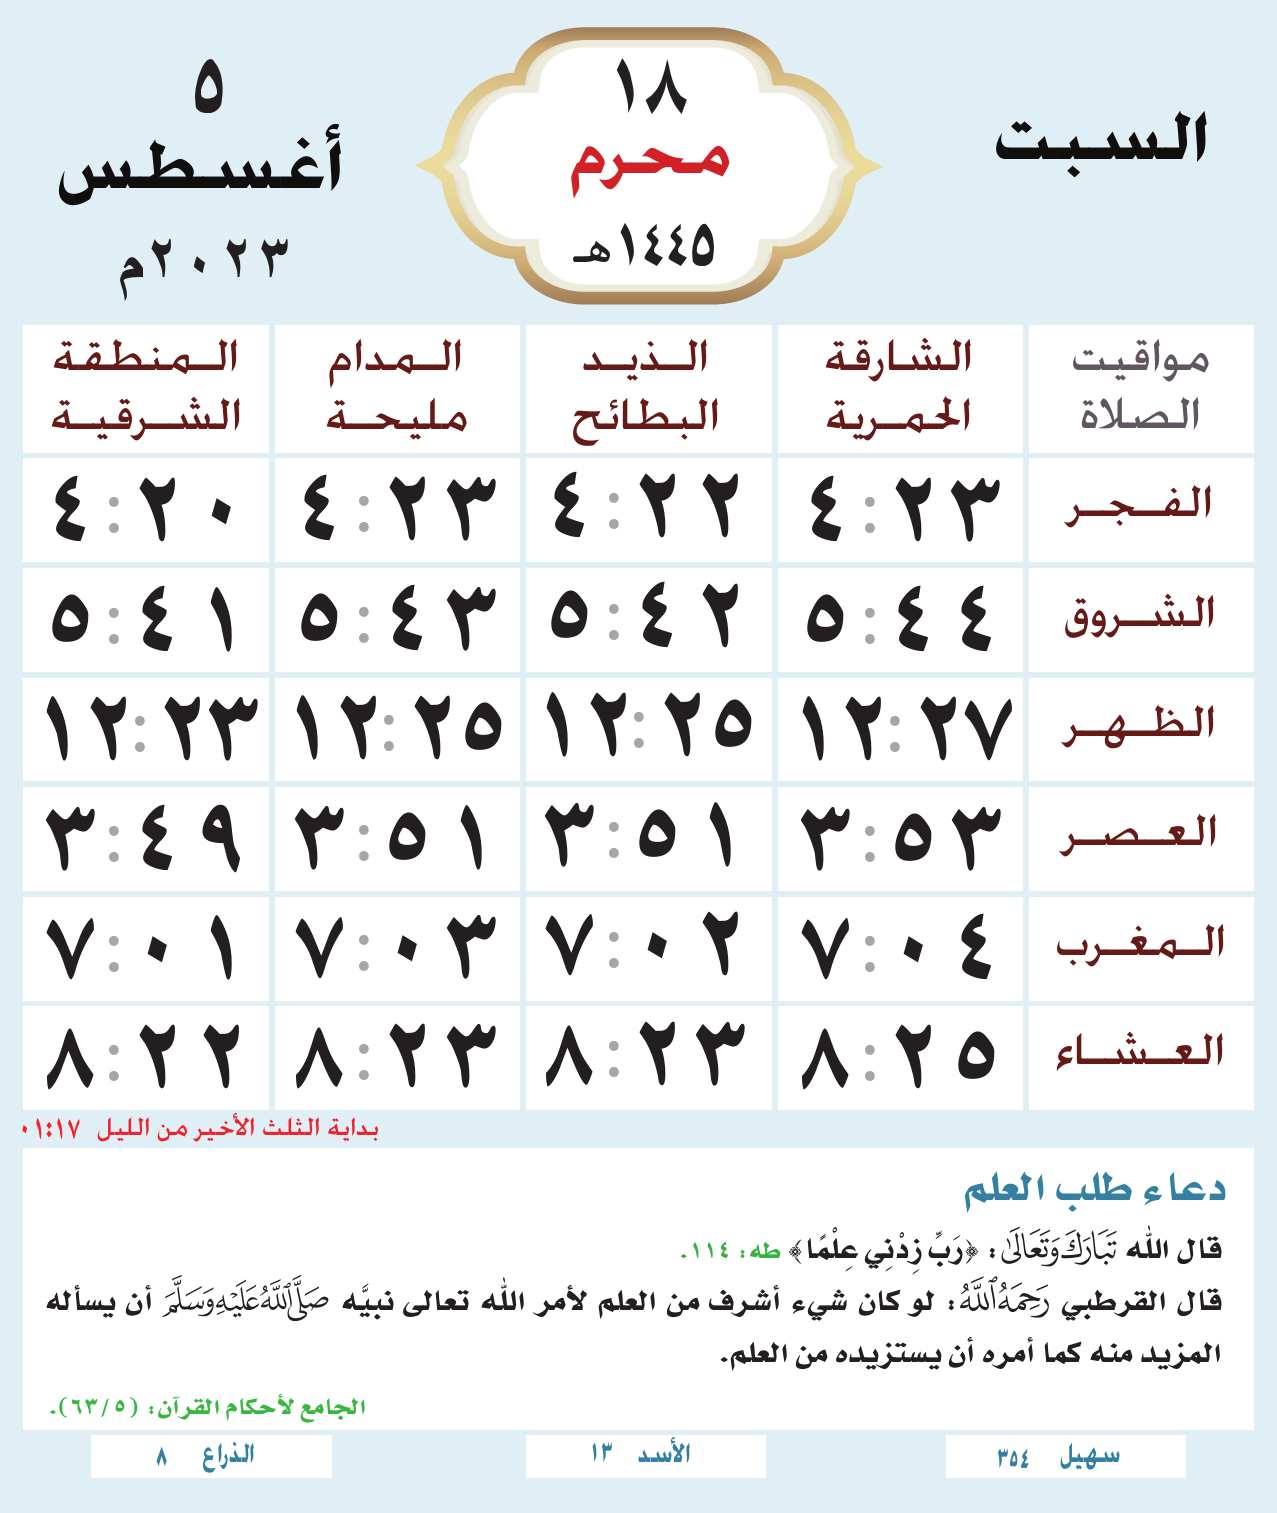 السبت
١٨
محرم
١٤٤٥هـ
٥
أغسطس
٢٠٢٣م
مواقيت الصلاة
الشارقة الحمرية
الذيد البطائح
المدام مليحة
المنطقة الشرقية
الفجر ٤:٢٣ ٤:٢٢ ٤:٢٣ ٤:٢٠
الشروق ٥:٤٤ ٥:٤٢ ٥:٤٣ ٥:٤١
الظهر ١٢:٢٧ ١٢:٢٥ ١٢:٢٥ ١٢:٢٣
العصر ٣:٥٣ ٣:٥١ ٣:٥١ ٣:٤٩
المغرب ٧:٠٤ ٧:٠٢ ٧:٠٣ ٧:٠١
العشاء ٨:٢٥ ٨:٢٣ ٨:٢٣ ٨:٢٢
بداية الثلث الأخير من الليل ٠١:١٧
دعاء طلب العلم
قال الله تَبَارَكَ وَتَعَالَىٰ: ﴿رَبِّ زِدْنِي عِلْمًا﴾ طه: ١١٤.
قال القرطبي رَحِمَهُ ٱللَّهُ: لو كان شيء أشرف من العلم لأمر الله تعالى نبيَّه صَلَّى ٱللَّهُ عَلَيْهِ وَسَلَّمَ أن يسأله
المزيد منه كما أمره أن يستزيده من العلم.
الجامع لأحكام القرآن: (٦٣/٥).
سهيل ٣٥٤
الأسد ١٣
الذراع ٨